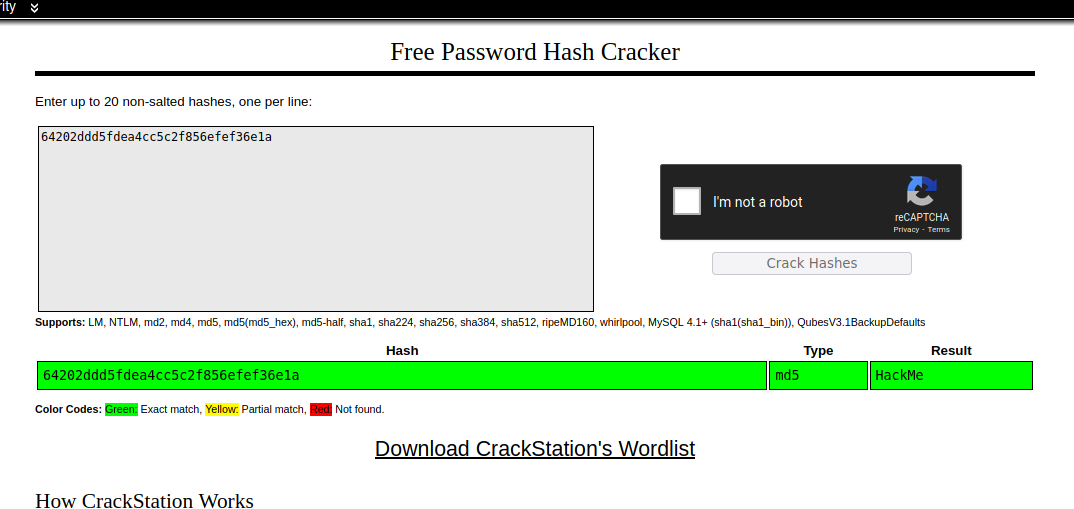 rity
Free Password Hash Cracker
Enter up to 20 non-salted hashes, one per line:
64202ddd5fdea4cc5c2f856efef36e1a
I'm not a robot
reCAPTCHA
Privacy - Terms
Crack Hashes
Supports: LM, NTLM, md2, md4, md5, md5(md5_hex), md5-half, sha1, sha224, sha256, sha384, sha512, ripeMD160, whirlpool, MySQL 4.1+ (sha1(sha1_bin)), QubesV3.1BackupDefaults
Hash Type Result
64202ddd5fdea4cc5c2f856efef36e1a md5 HackMe
Color Codes: Green: Exact match, Yellow: Partial match, Red: Not found.
Download CrackStation's Wordlist
How CrackStation Works